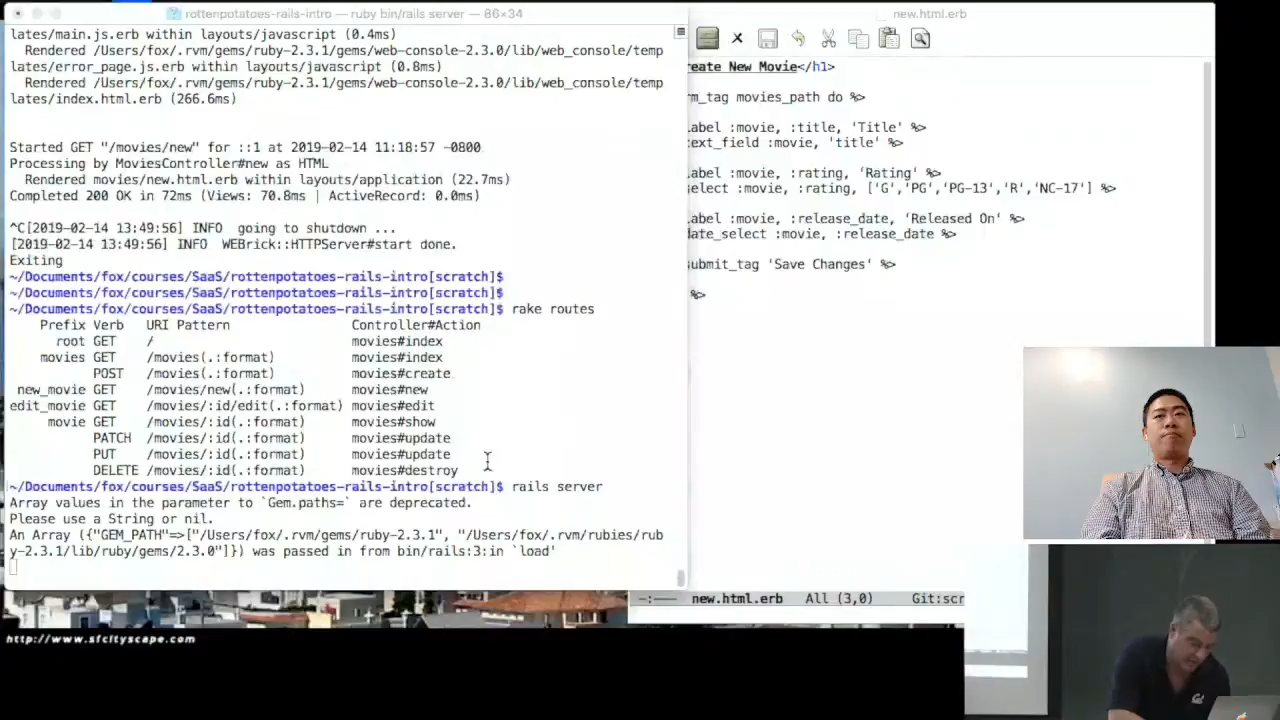 rottenpotatoes-rails-intro — ruby bin/rails server — 86×34
lates/main.js.erb within layouts/javascript (0.4ms)
  Rendered /Users/fox/.rvm/gems/ruby-2.3.1/gems/web-console-2.3.0/lib/web_console/temp
lates/error_page.js.erb within layouts/javascript (0.8ms)
  Rendered /Users/fox/.rvm/gems/ruby-2.3.1/gems/web-console-2.3.0/lib/web_console/temp
lates/index.html.erb (266.6ms)
Started GET "/movies/new" for ::1 at 2019-02-14 11:18:57 -0800
Processing by MoviesController#new as HTML
  Rendered movies/new.html.erb within layouts/application (22.7ms)
Completed 200 OK in 72ms (Views: 70.8ms | ActiveRecord: 0.0ms)
^C[2019-02-14 13:49:56] INFO  going to shutdown ...
[2019-02-14 13:49:56] INFO  WEBrick::HTTPServer#start done.
Exiting
~/Documents/fox/courses/SaaS/rottenpotatoes-rails-intro[scratch]$
~/Documents/fox/courses/SaaS/rottenpotatoes-rails-intro[scratch]$
~/Documents/fox/courses/SaaS/rottenpotatoes-rails-intro[scratch]$ rake routes
    Prefix Verb   URI Pattern               Controller#Action
      root GET    /                         movies#index
    movies GET    /movies(.:format)         movies#index
           POST   /movies(.:format)         movies#create
 new_movie GET    /movies/new(.:format)     movies#new
edit_movie GET    /movies/:id/edit(.:format) movies#edit
     movie GET    /movies/:id(.:format)     movies#show
           PATCH  /movies/:id(.:format)     movies#update
           PUT    /movies/:id(.:format)     movies#update
           DELETE /movies/:id(.:format)     movies#destroy
~/Documents/fox/courses/SaaS/rottenpotatoes-rails-intro[scratch]$ rails server
Array values in the parameter to `Gem.paths=` are deprecated.
Please use a String or nil.
An Array ({"GEM_PATH"=>["/Users/fox/.rvm/gems/ruby-2.3.1", "/Users/fox/.rvm/rubies/rub
y-2.3.1/lib/ruby/gems/2.3.0"]}) was passed in from bin/rails:3:in `load'
new.html.erb
reate New Movie</h1>
rm_tag movies_path do %>
label :movie, :title, 'Title' %>
text_field :movie, 'title' %>
label :movie, :rating, 'Rating' %>
select :movie, :rating, ['G','PG','PG-13','R','NC-17'] %>
label :movie, :release_date, 'Released On' %>
date_select :movie, :release_date %>
submit_tag 'Save Changes' %>
%>
-:---  new.html.erb   All (3,0)     Git:scr
http://www.sfcityscape.com